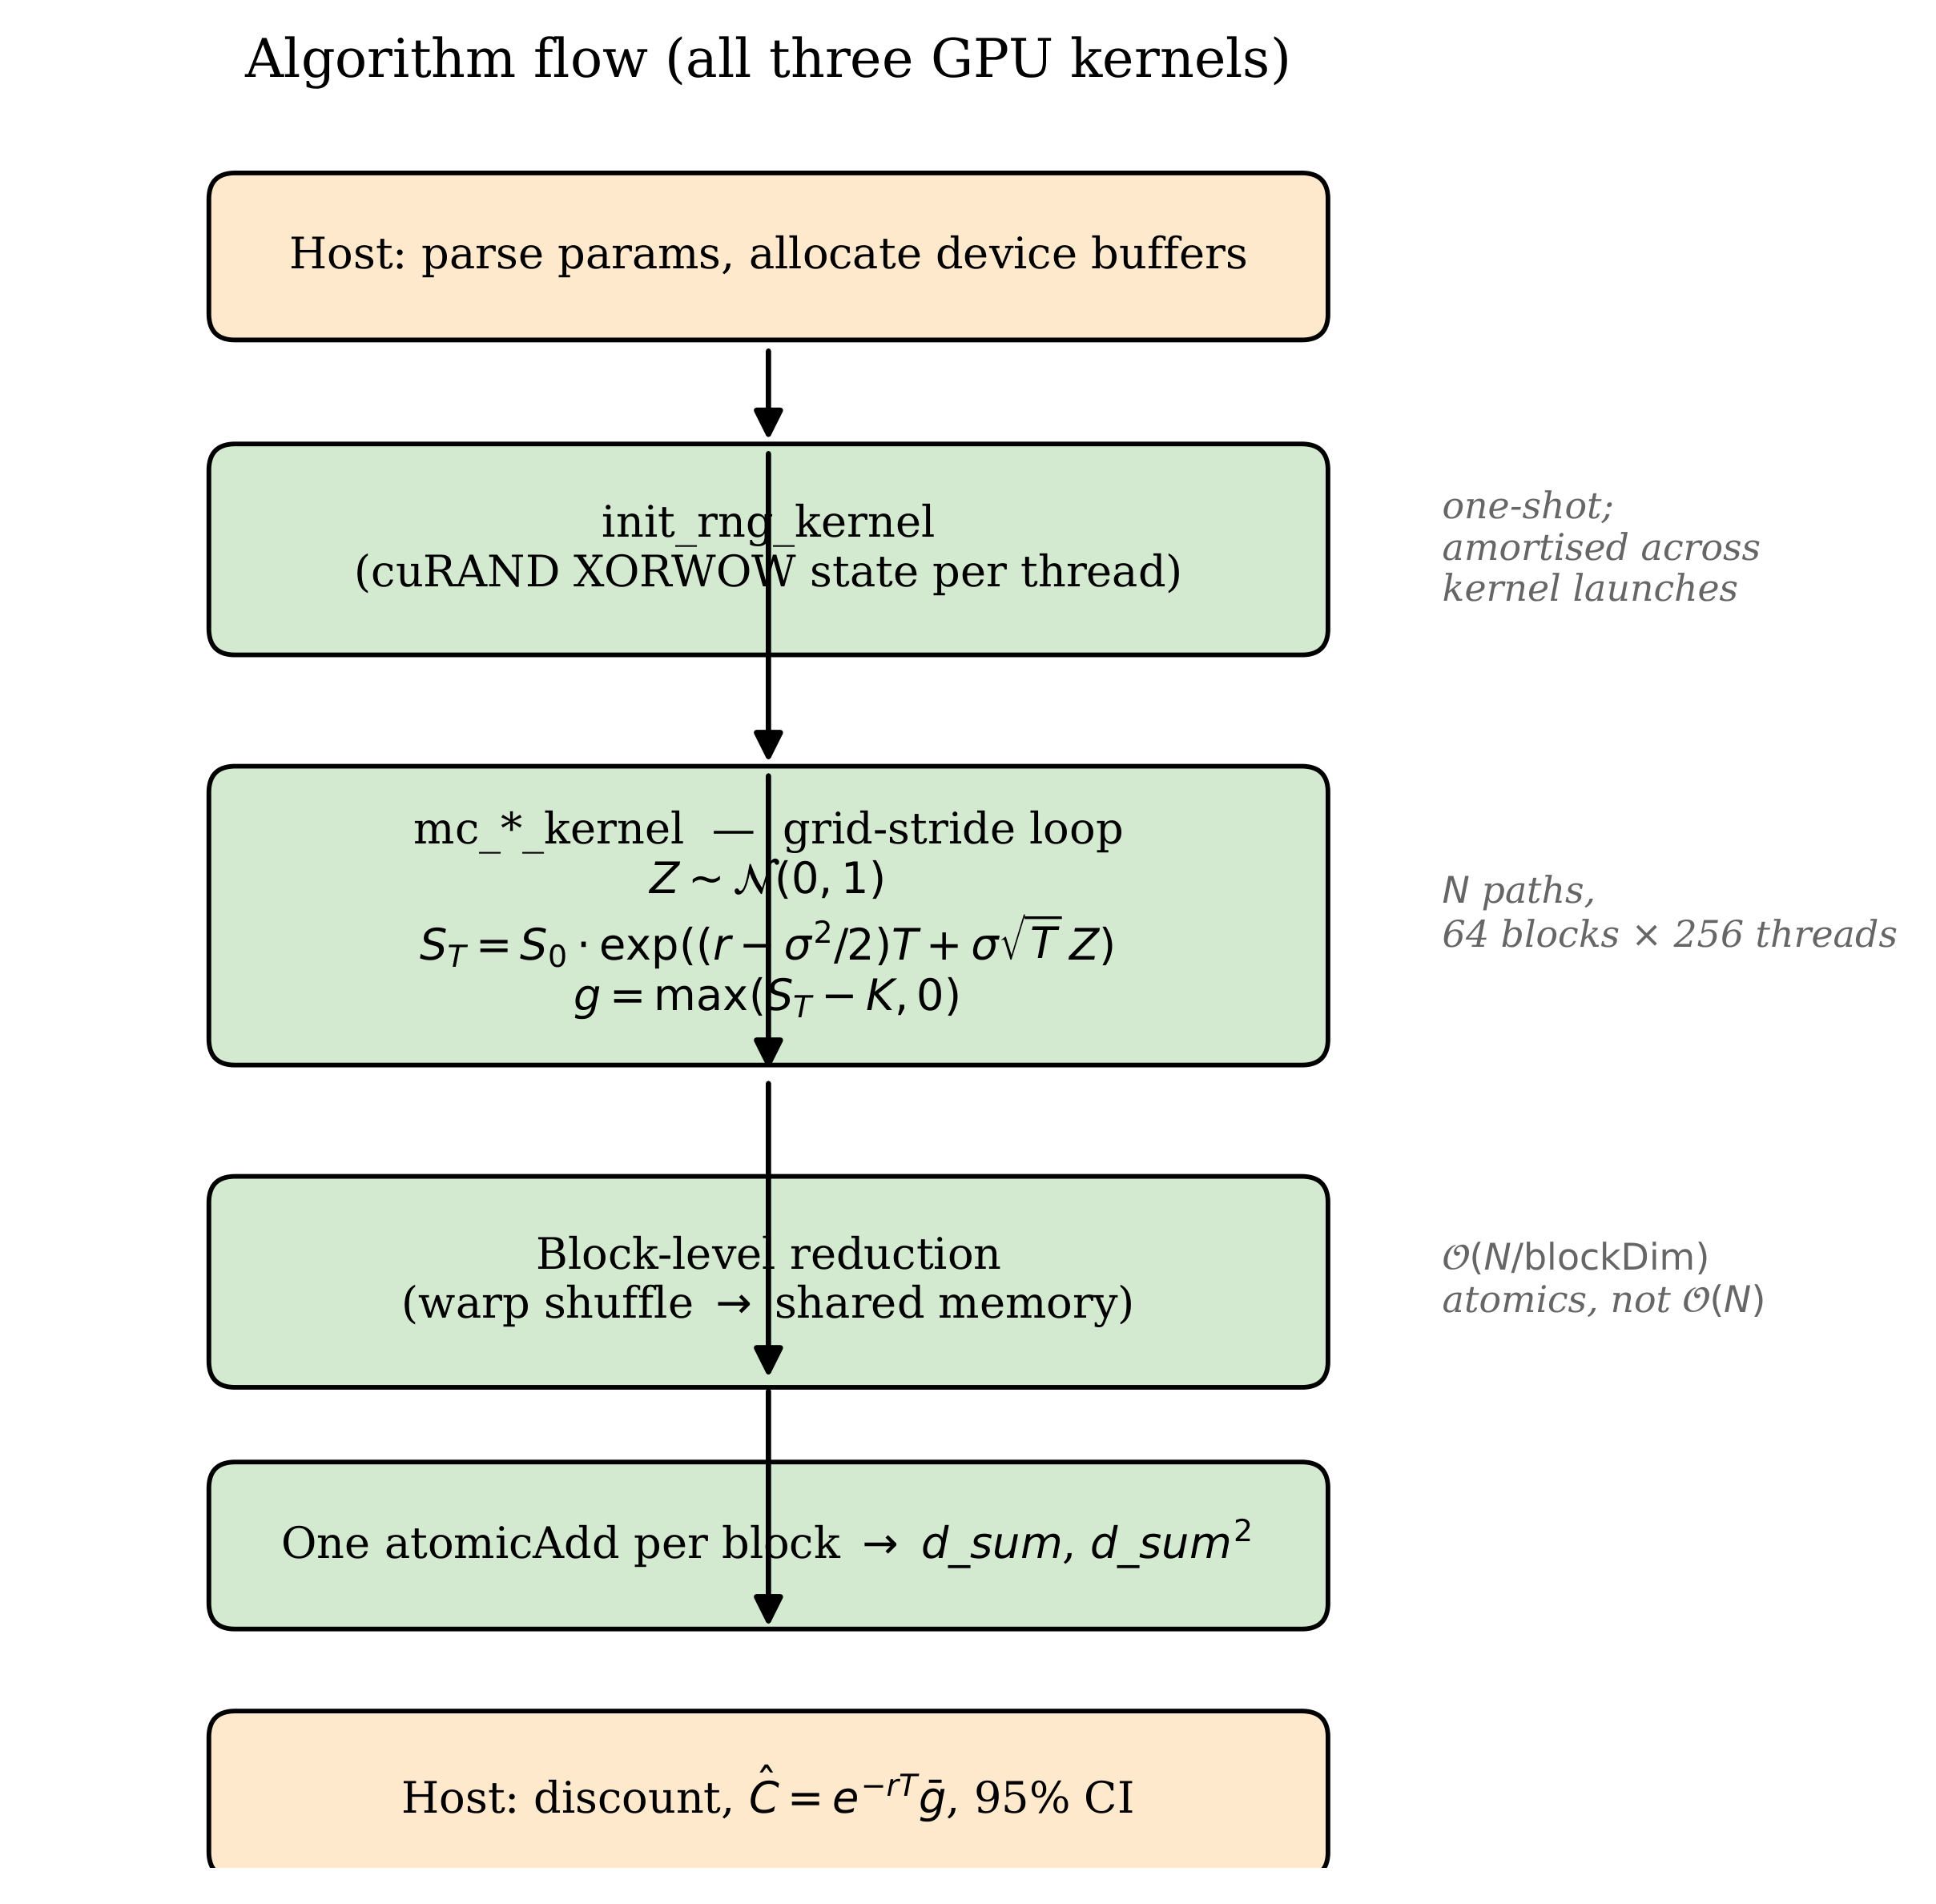 Algorithm flow (all three GPU kernels)
Host: parse params, allocate device buffers
init_rng_kernel
(cuRAND XORWOW state per thread)
one-shot;
amortised across
kernel launches
mc_*_kernel — grid-stride loop
Z ~ 𝒩(0, 1)
S_T = S_0 · exp((r − σ²/2)T + σ√T Z)
g = max(S_T − K, 0)
N paths,
64 blocks × 256 threads
Block-level reduction
(warp shuffle → shared memory)
𝒪(N/blockDim)
atomics, not 𝒪(N)
One atomicAdd per block → d_sum, d_sum²
Host: discount, Ĉ = e^{−rT}ḡ, 95% CI